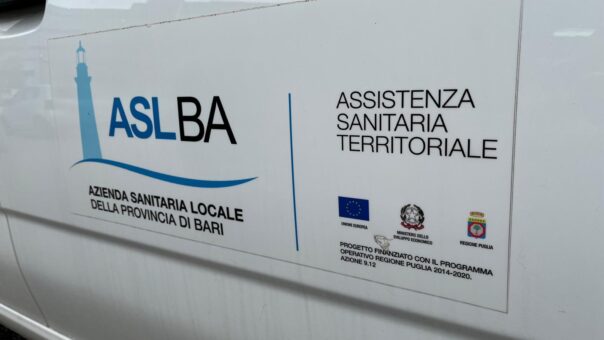 ASLBA
AZIENDA SANITARIA LOCALE
DELLA PROVINCIA DI BARI
ASSISTENZA
SANITARIA
TERRITORIALE
UNIONE EUROPEA
MINISTERO DELLO
SVILUPPO ECONOMICO
REGIONE PUGLIA
PROGETTO FINANZIATO CON IL PROGRAMMA
OPERATIVO REGIONE PUGLIA 2014-2020.
AZIONE 9.12